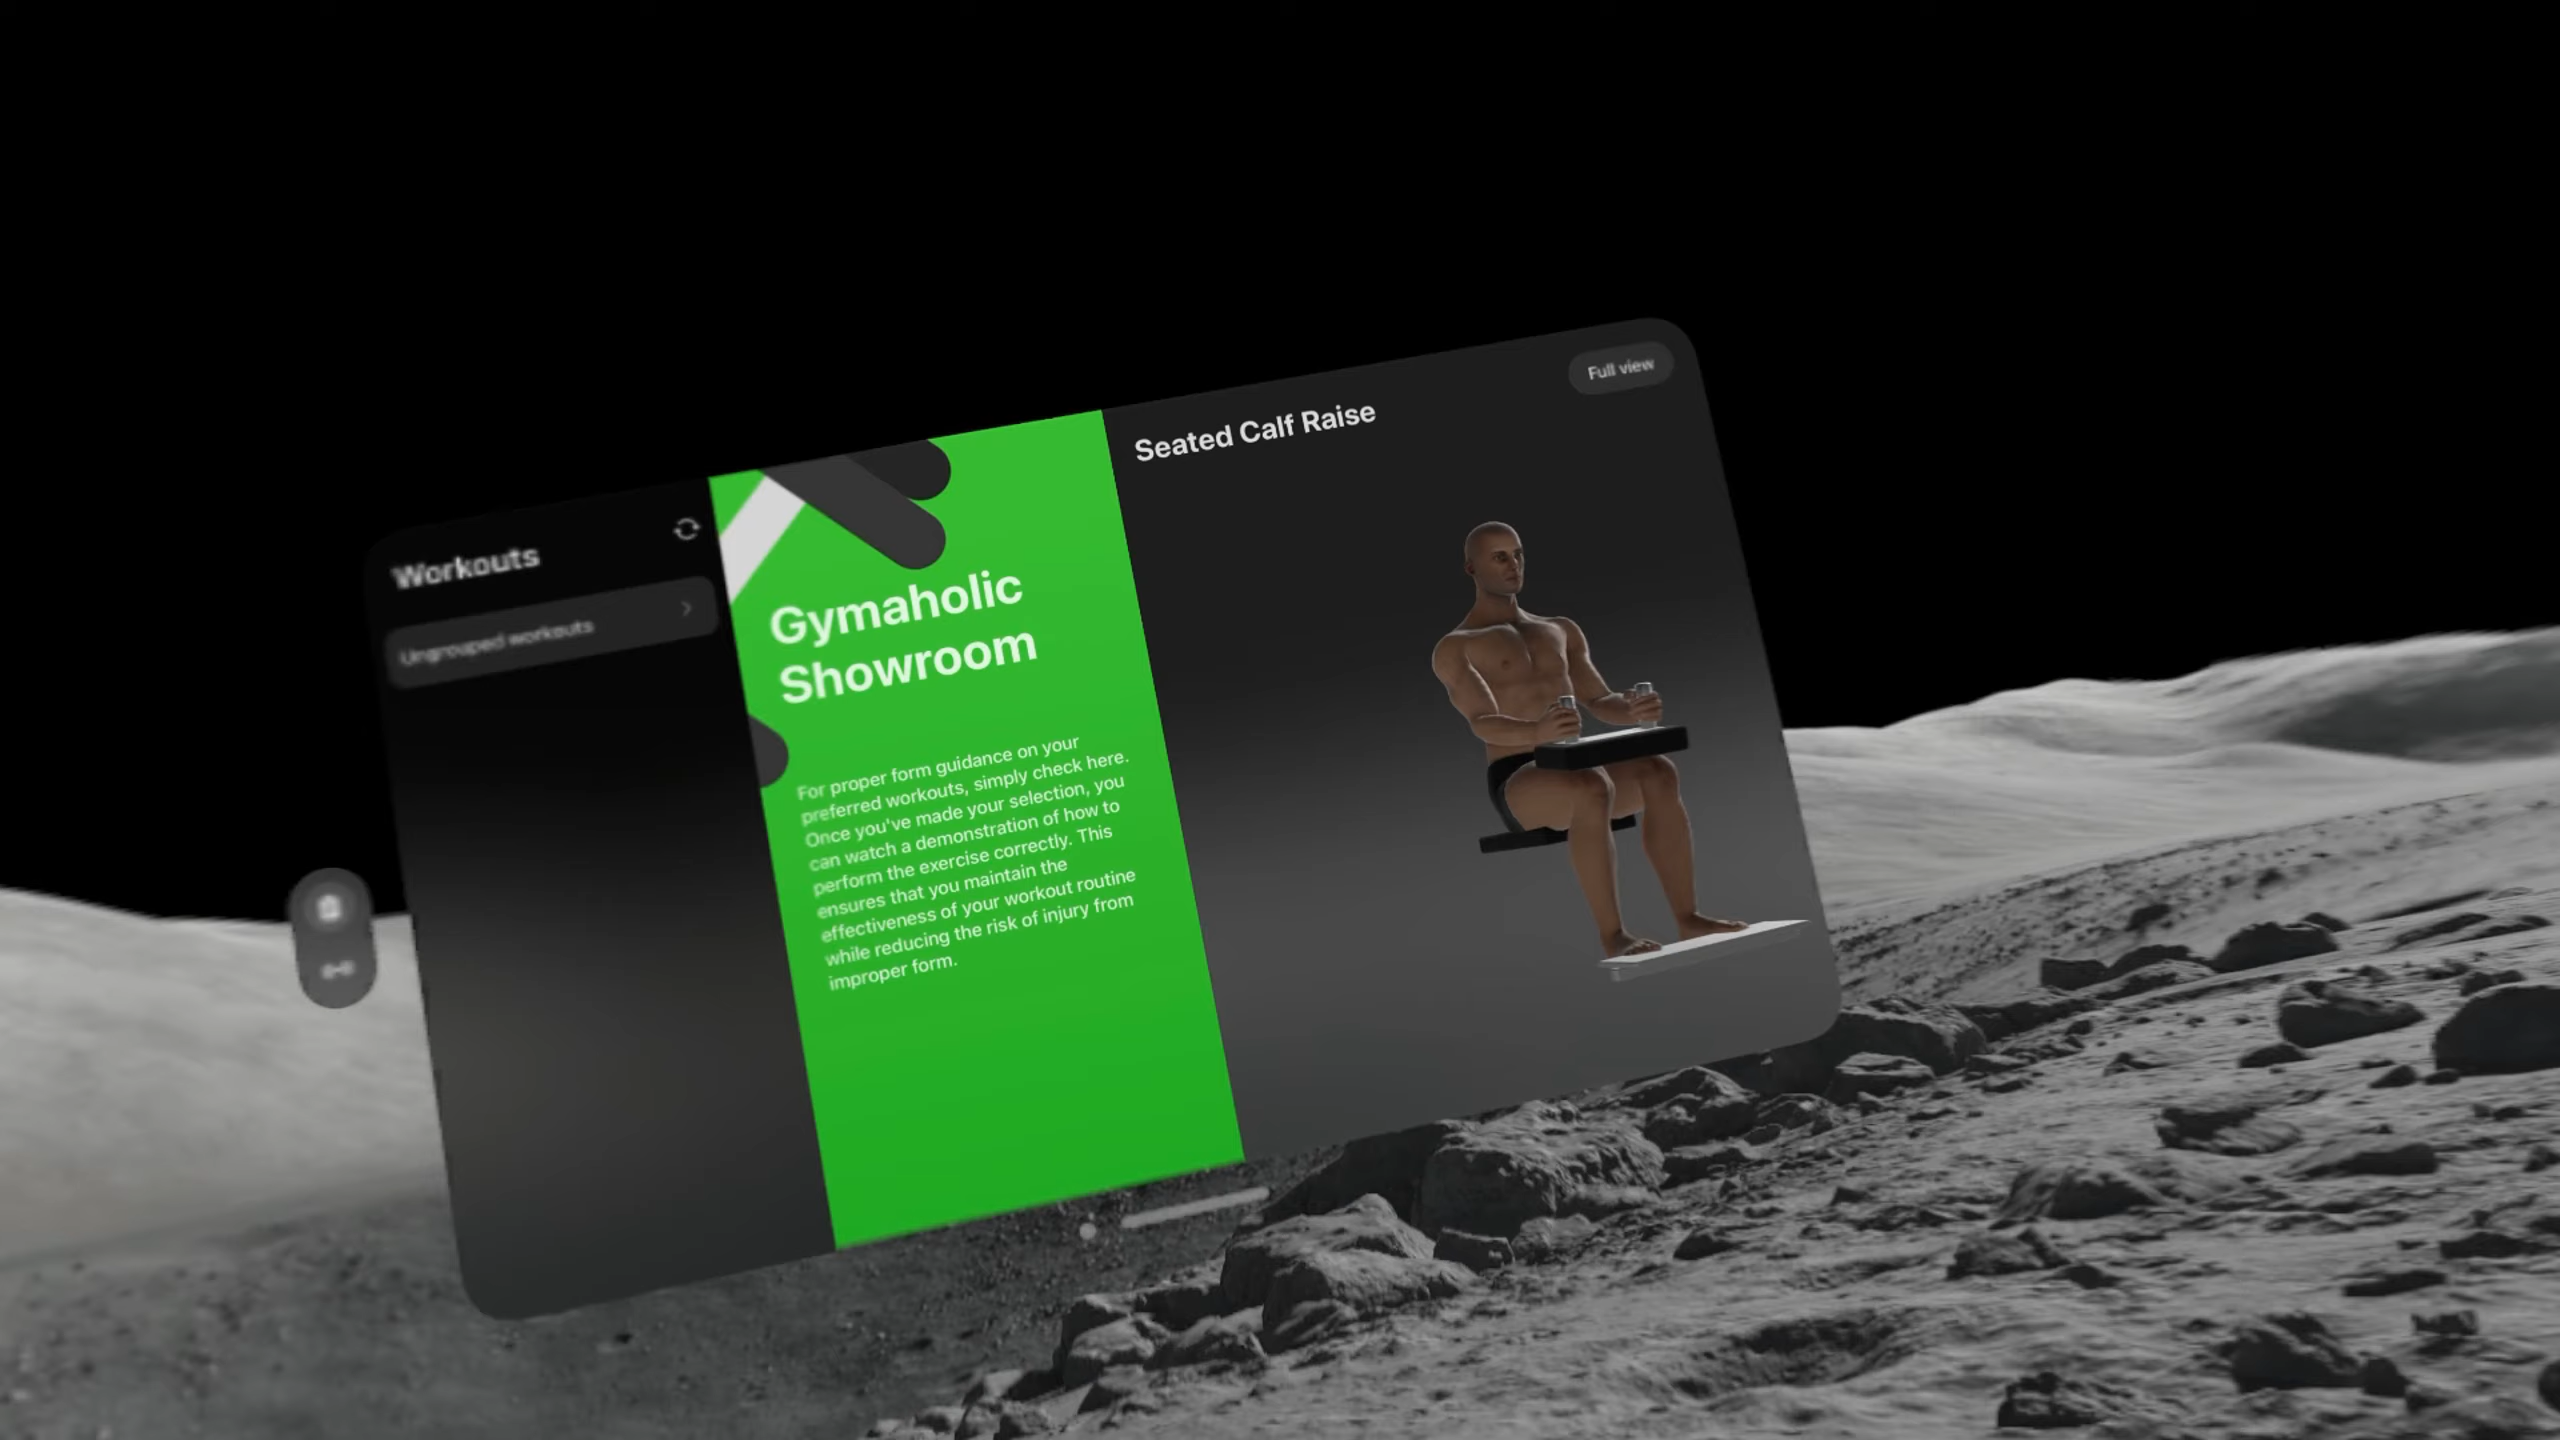 Workouts
Ungrouped workouts
Gymaholic
Showroom
For proper form guidance on your
preferred workouts, simply check here.
Once you've made your selection, you
can watch a demonstration of how to
perform the exercise correctly. This
ensures that you maintain the
effectiveness of your workout routine
while reducing the risk of injury from
improper form.
Seated Calf Raise
Full view